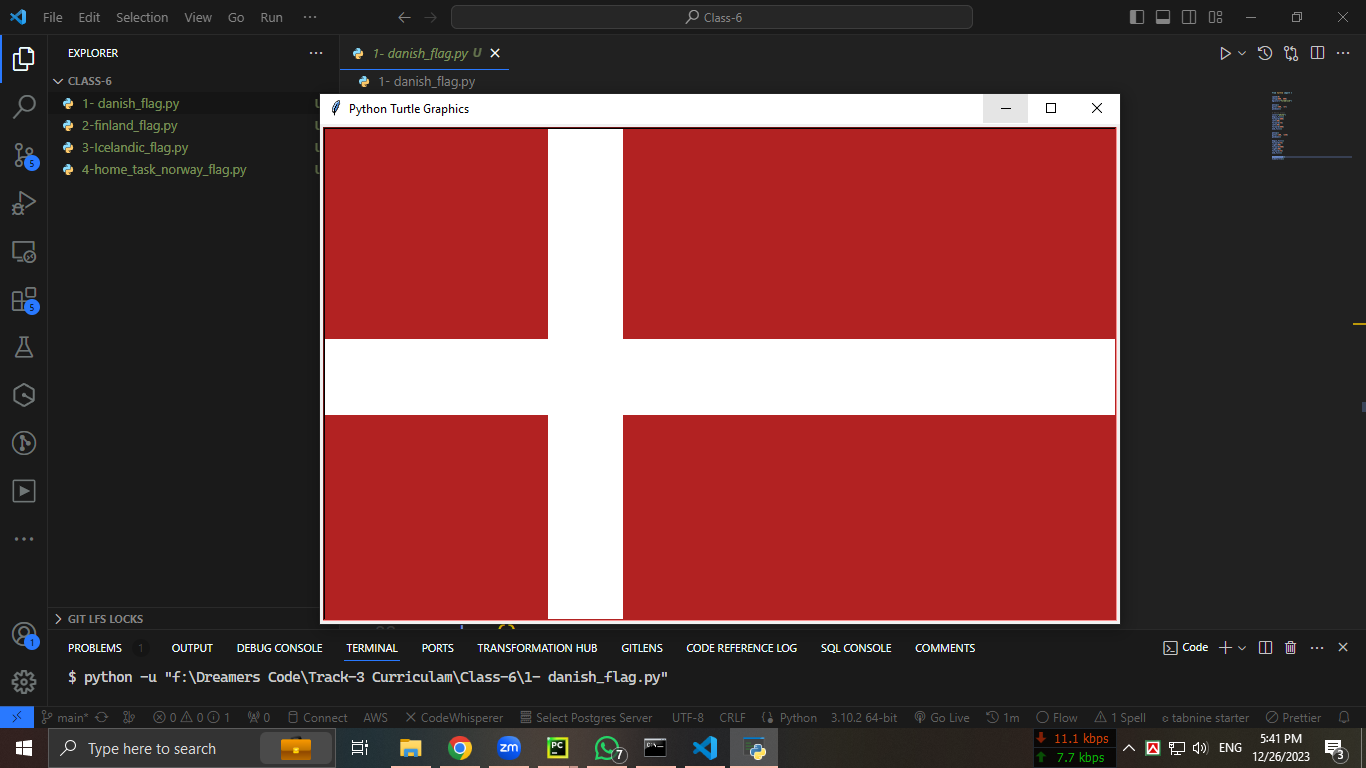 File Edit Selection View Go Run ··· Class-6
EXPLORER ···
CLASS-6
1- danish_flag.py
2-finland_flag.py
3-Icelandic_flag.py
4-home_task_norway_flag.py
1- danish_flag.py U
1- danish_flag.py
Python Turtle Graphics
5
5
1
GIT LFS LOCKS
PROBLEMS 1 OUTPUT DEBUG CONSOLE TERMINAL PORTS TRANSFORMATION HUB GITLENS CODE REFERENCE LOG SQL CONSOLE COMMENTS Code
$ python -u "f:\Dreamers Code\Track-3 Curriculam\Class-6\1- danish_flag.py"
main* 0 0 1 0 Connect AWS CodeWhisperer Select Postgres Server UTF-8 CRLF Python 3.10.2 64-bit Go Live 1m Flow 1 Spell tabnine starter Prettier
Type here to search zm PC 7 11.1 kbps ENG 5:41 PM
7.7 kbps 12/26/2023 3